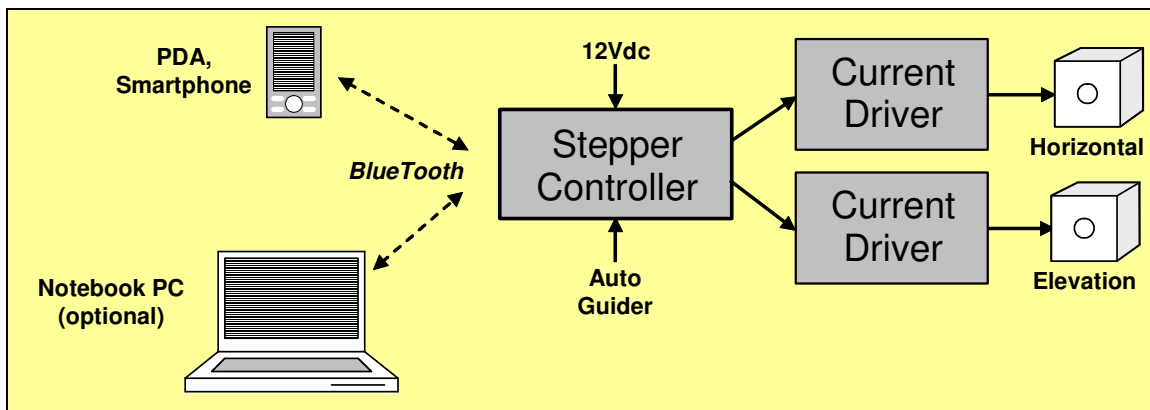 PDA,
Smartphone
BlueTooth
Notebook PC
(optional)
12Vdc
Stepper
Controller
Auto
Guider
Current
Driver
Horizontal
Current
Driver
Elevation